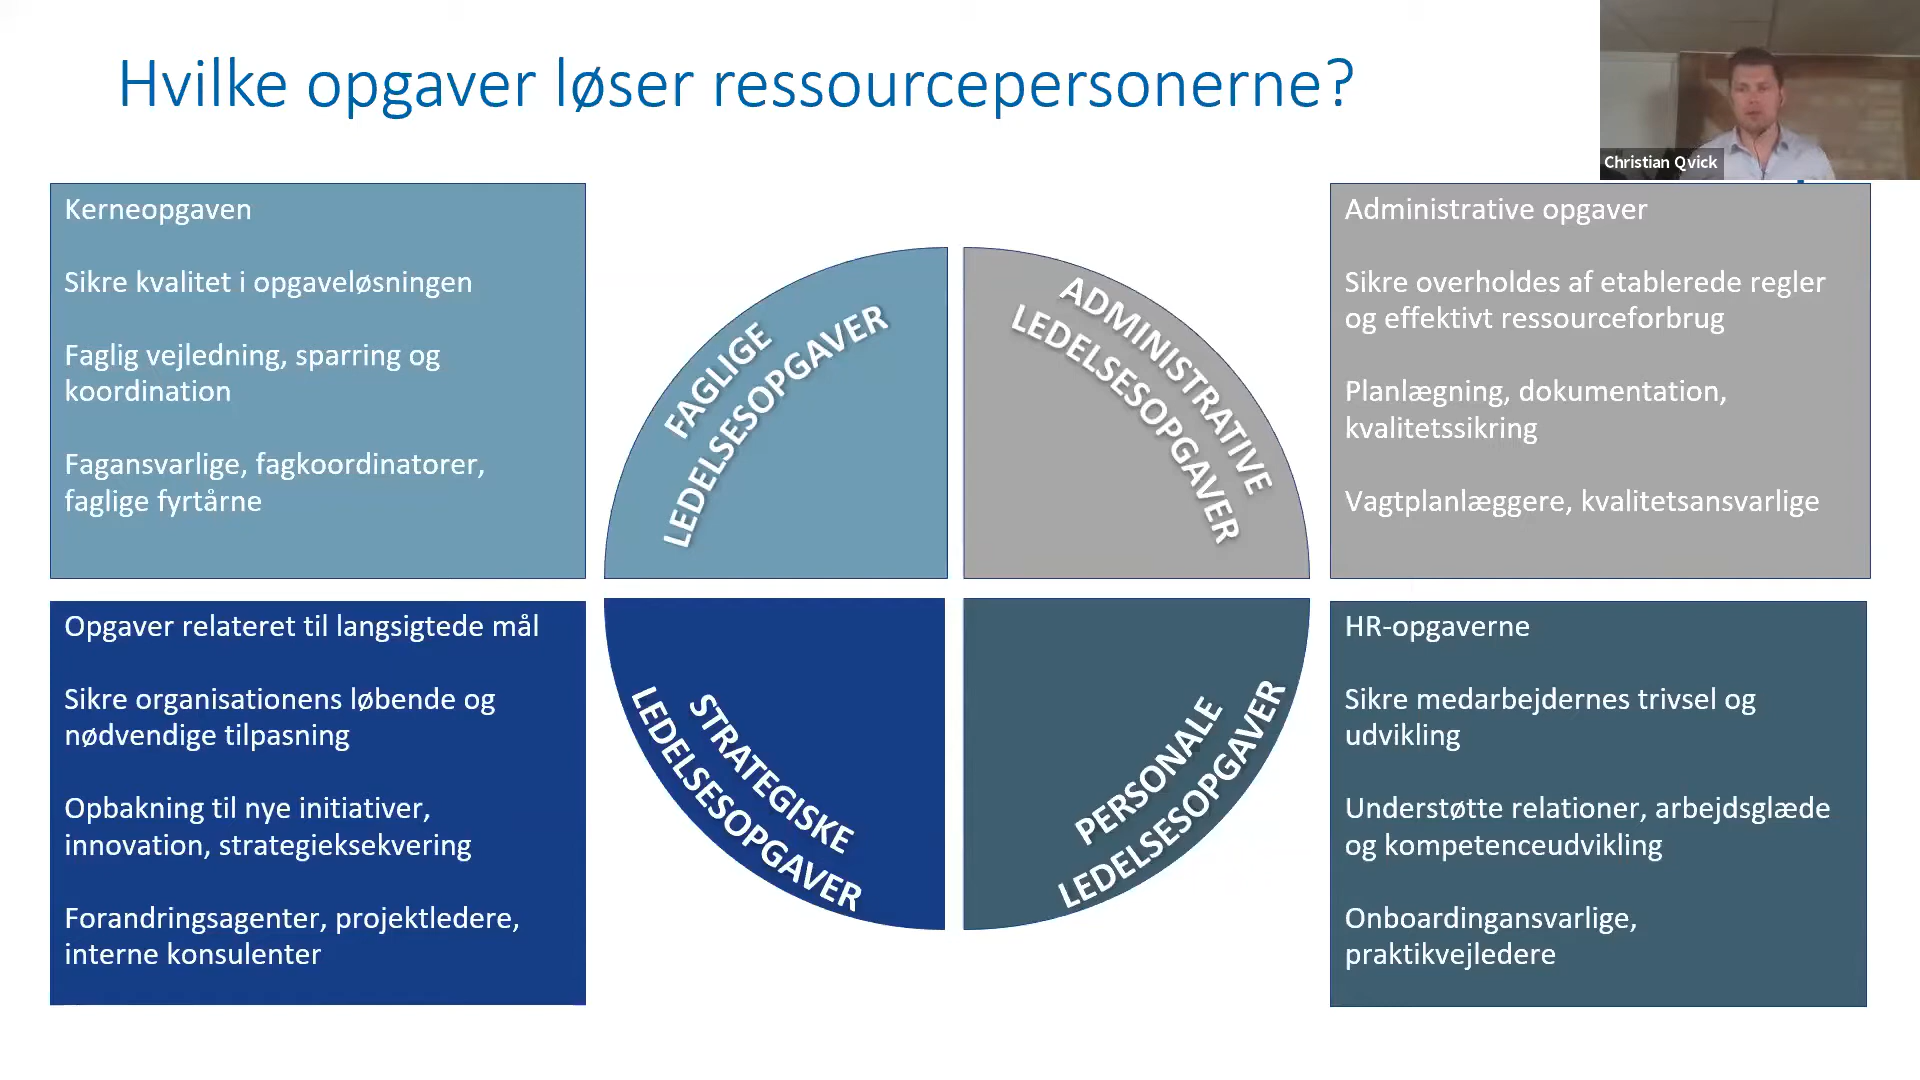 Hvilke opgaver løser ressourcepersonerne?
Christian Qvick
Kerneopgaven
Sikre kvalitet i opgaveløsningen
Faglig vejledning, sparring og
koordination
Fagansvarlige, fagkoordinatorer,
faglige fyrtårne
FAGLIGE
LEDELSESOPGAVER
ADMINISTRATIVE
LEDELSESOPGAVER
Administrative opgaver
Sikre overholdes af etablerede regler
og effektivt ressourceforbrug
Planlægning, dokumentation,
kvalitetssikring
Vagtplanlæggere, kvalitetsansvarlige
Opgaver relateret til langsigtede mål
Sikre organisationens løbende og
nødvendige tilpasning
Opbakning til nye initiativer,
innovation, strategieksekvering
Forandringsagenter, projektledere,
interne konsulenter
STRATEGISKE
LEDELSESOPGAVER
PERSONALE
LEDELSESOPGAVER
HR-opgaverne
Sikre medarbejdernes trivsel og
udvikling
Understøtte relationer, arbejdsglæde
og kompetenceudvikling
Onboardingansvarlige,
praktikvejledere